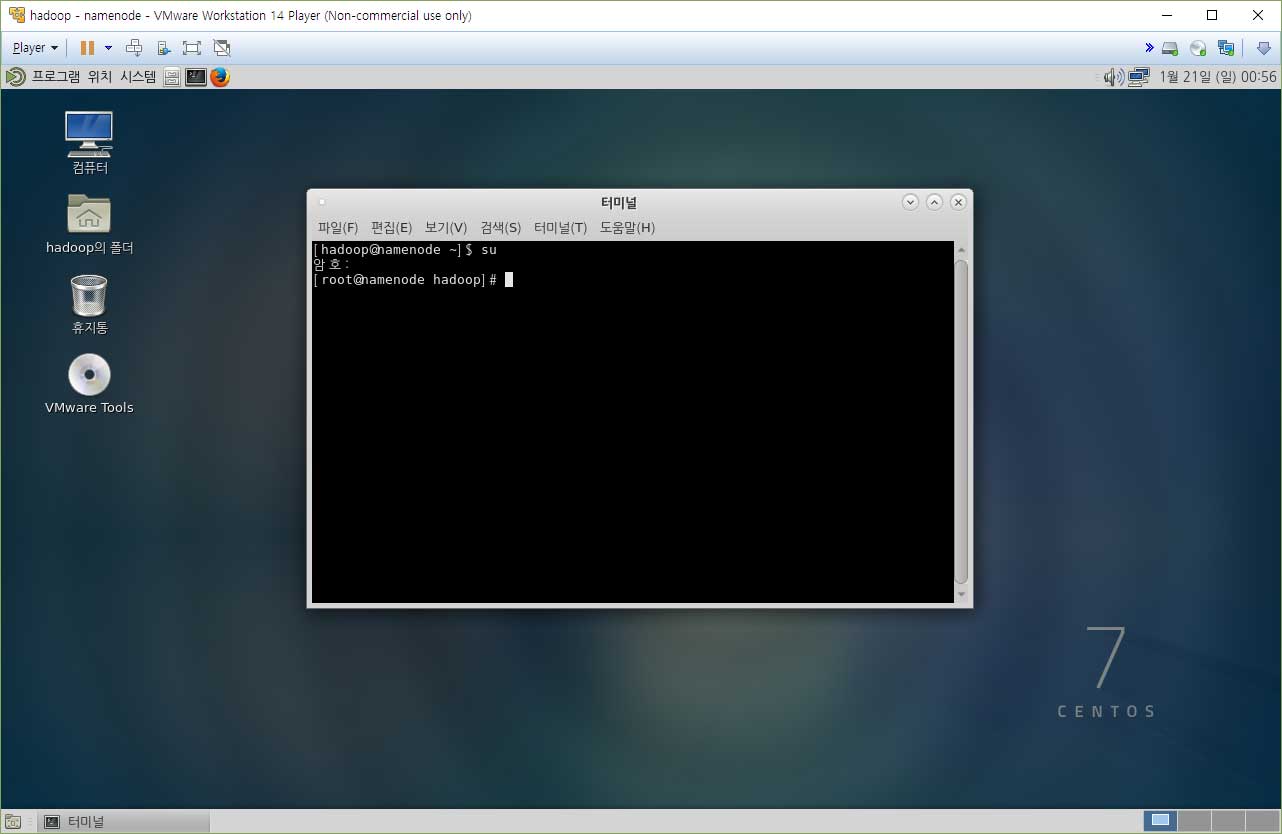 hadoop - namenode - VMware Workstation 14 Player (Non-commercial use only)
Player
프로그램 위치 시스템 1월 21일 (일) 00:56
컴퓨터
hadoop의 폴더
휴지통
VMware Tools
터미널
파일(F) 편집(E) 보기(V) 검색(S) 터미널(T) 도움말(H)
[hadoop@namenode ~]$ su
암호:
[root@namenode hadoop]#
7
CENTOS
터미널